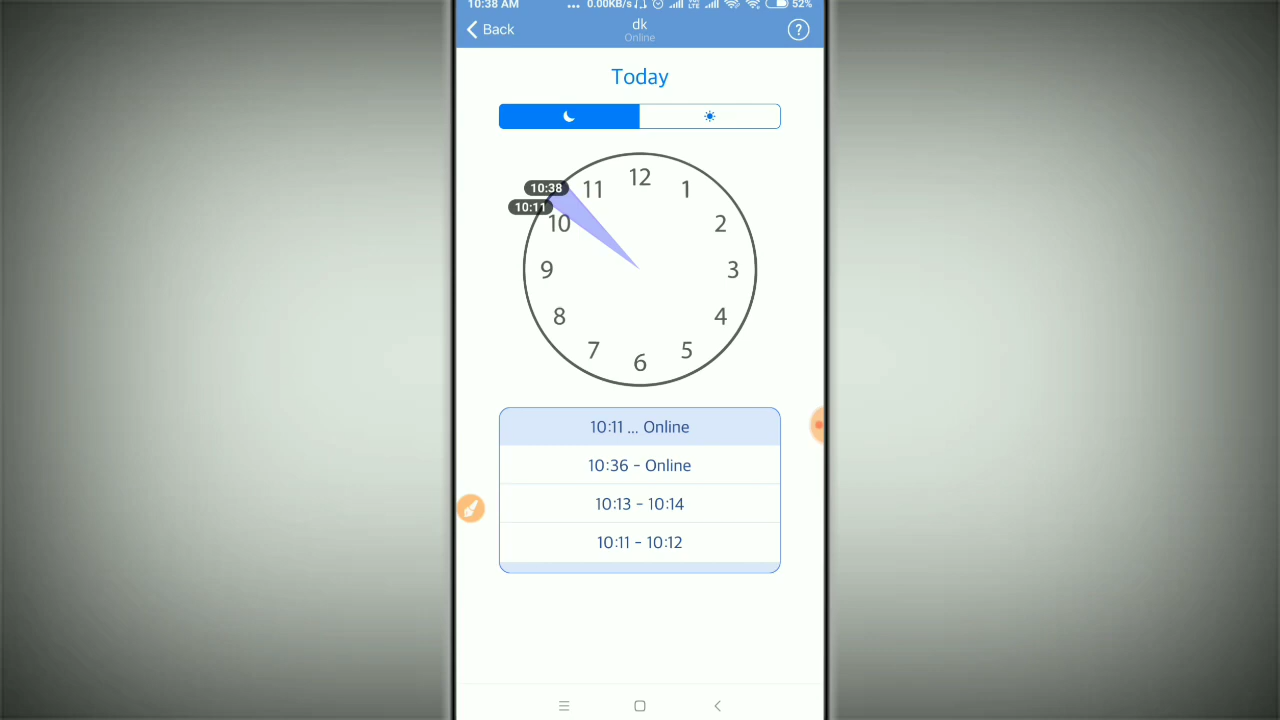 10:38 AM ... 0.00KB/s 52%
Back
dk
Online
?
Today
12
11
1
10:38
10:11
10
2
9
3
8
4
7
5
6
10:11 ... Online
10:36 - Online
10:13 - 10:14
10:11 - 10:12